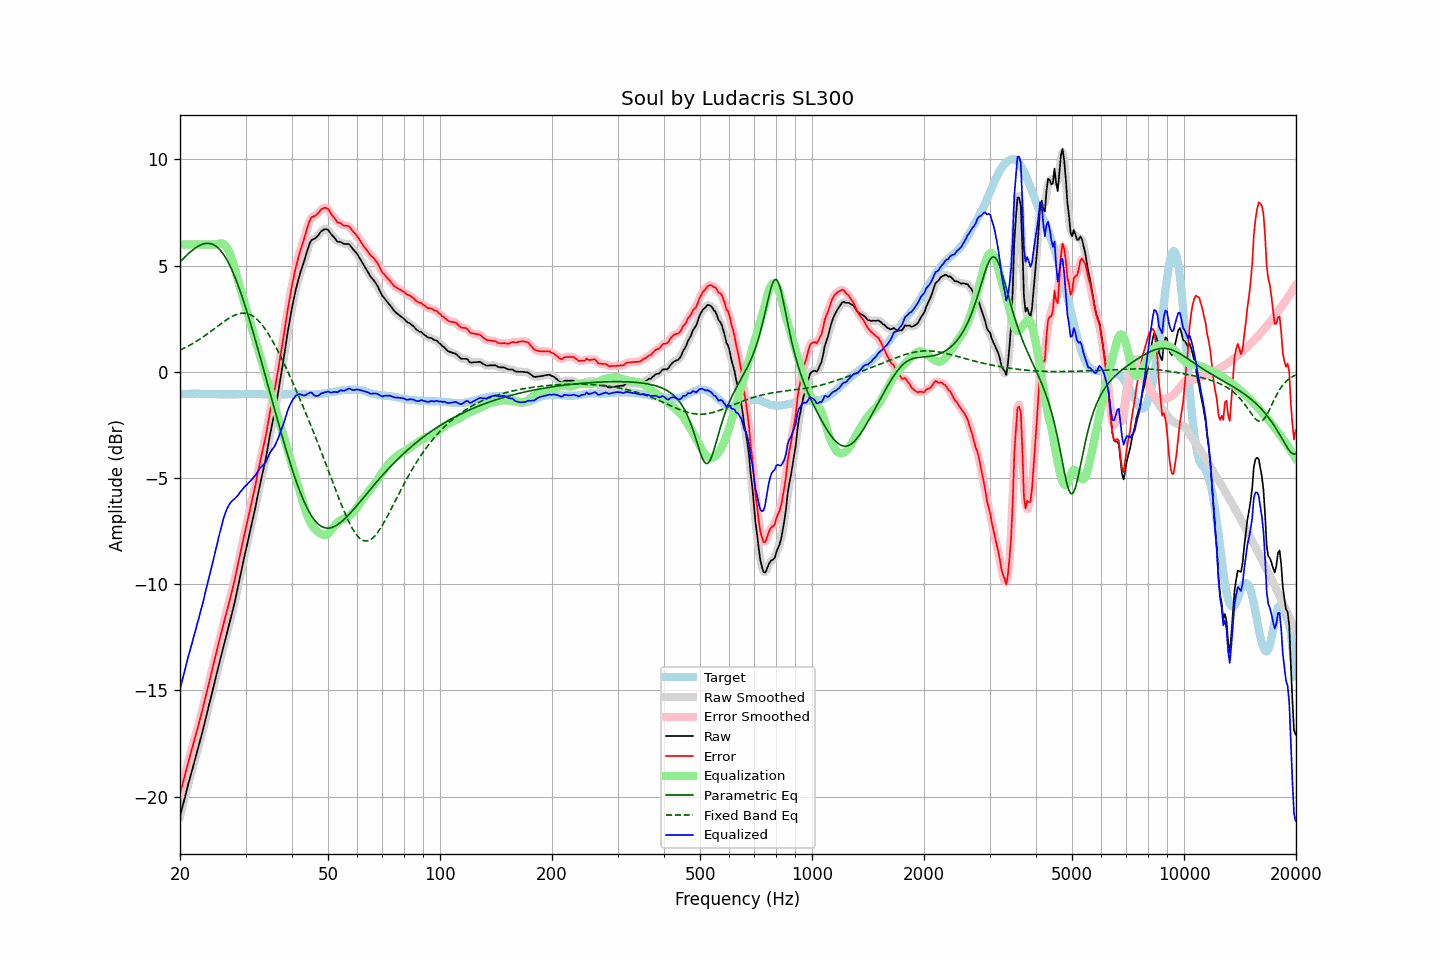 Soul by Ludacris SL300
Amplitude (dBr)
10
5
0
−5
−10
−15
−20
Target
Raw Smoothed
Error Smoothed
Raw
Error
Equalization
Parametric Eq
Fixed Band Eq
Equalized
20
50
100
200
500
1000
2000
5000
10000
20000
Frequency (Hz)